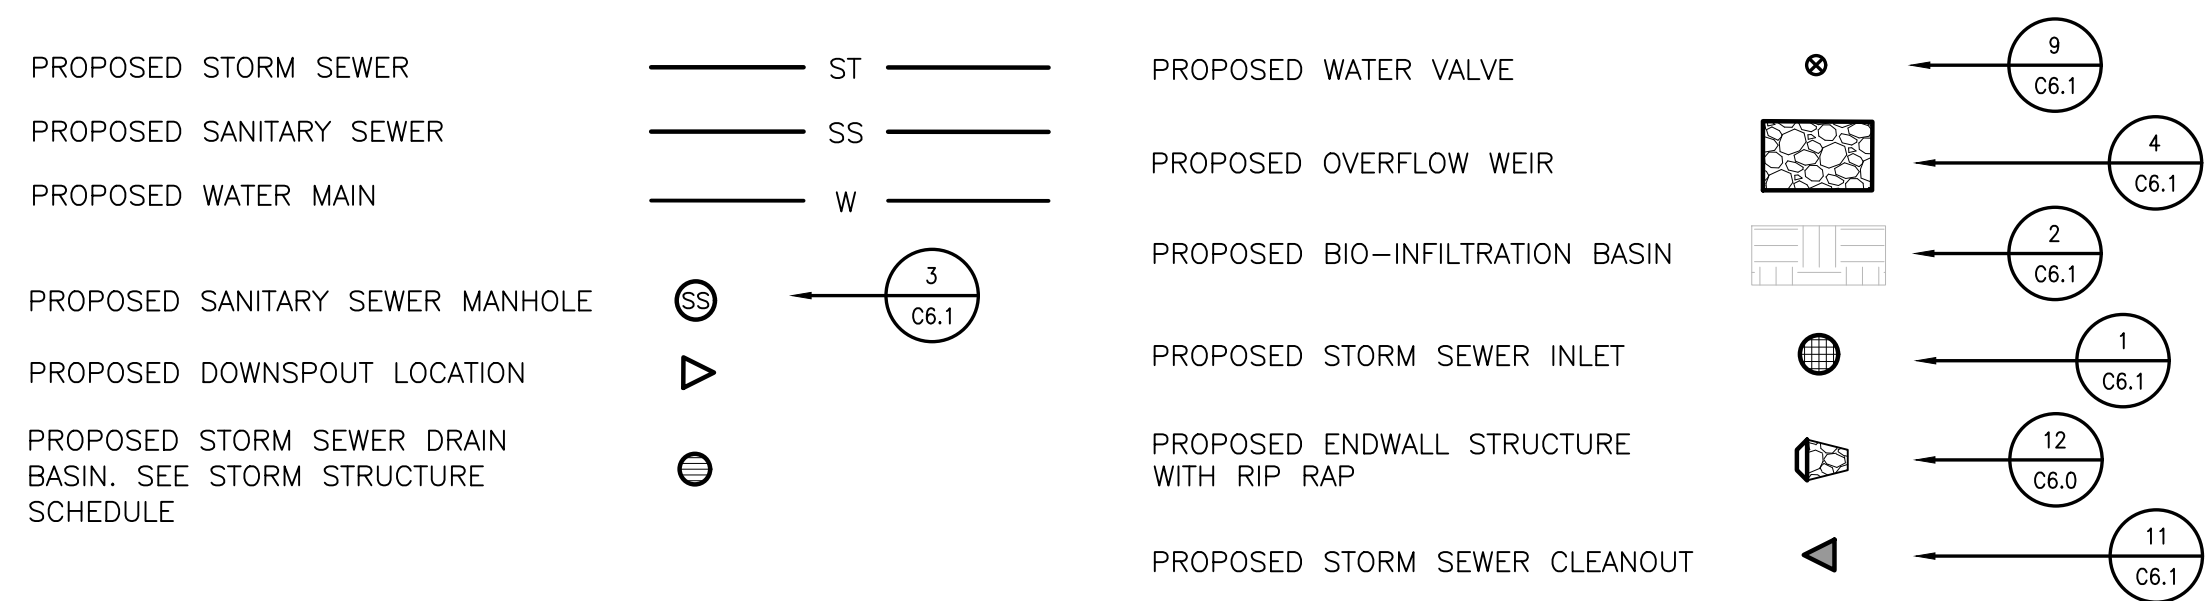 PROPOSED STORM SEWER
ST
PROPOSED SANITARY SEWER
SS
PROPOSED WATER MAIN
W
PROPOSED SANITARY SEWER MANHOLE
SS
3
C6.1
PROPOSED DOWNSPOUT LOCATION
PROPOSED STORM SEWER DRAIN
BASIN. SEE STORM STRUCTURE
SCHEDULE
PROPOSED WATER VALVE
9
C6.1
PROPOSED OVERFLOW WEIR
4
C6.1
PROPOSED BIO-INFILTRATION BASIN
2
C6.1
PROPOSED STORM SEWER INLET
1
C6.1
PROPOSED ENDWALL STRUCTURE
WITH RIP RAP
12
C6.0
PROPOSED STORM SEWER CLEANOUT
11
C6.1